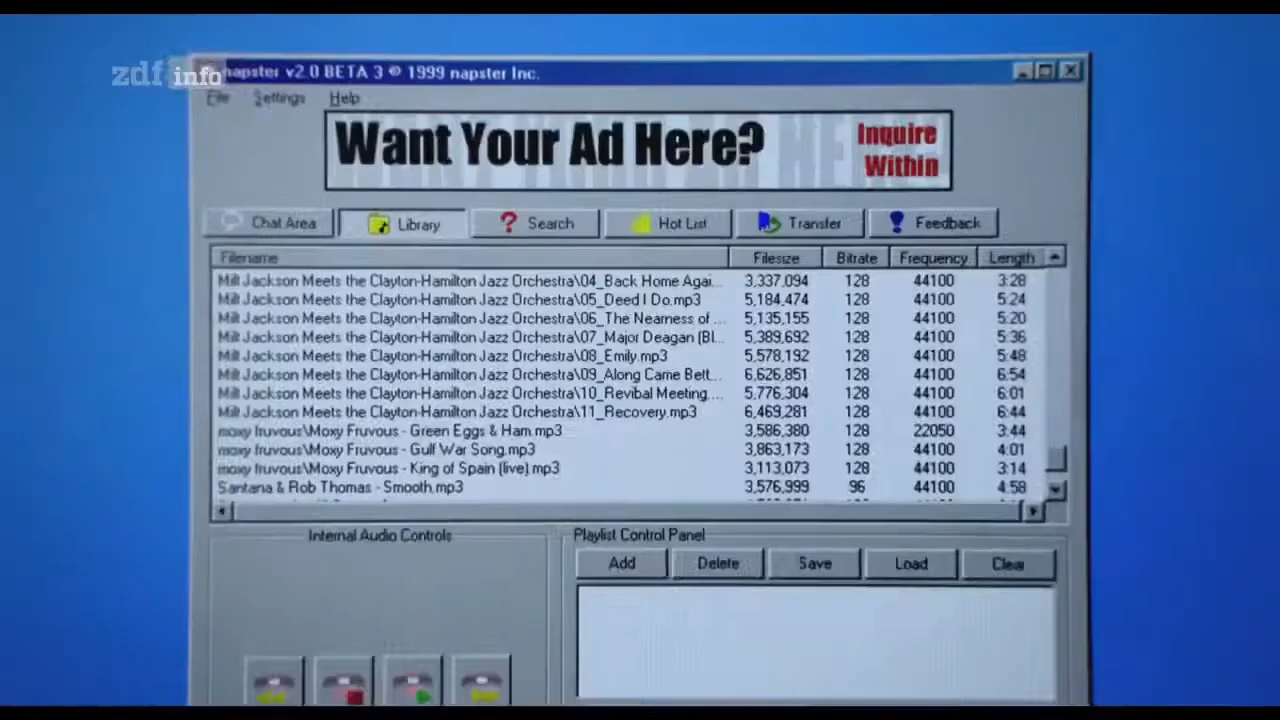 zdf info
napster v2.0 BETA 3 © 1999 napster Inc.
File Settings Help
Want Your Ad Here? Inquire Within
Chat Area Library Search Hot List Transfer Feedback
Filename Filesize Bitrate Frequency Length
Milt Jackson Meets the Clayton-Hamilton Jazz Orchestra\04_Back Home Agai... 3,337,094 128 44100 3:28
Milt Jackson Meets the Clayton-Hamilton Jazz Orchestra\05_Deed I Do.mp3 5,184,474 128 44100 5:24
Milt Jackson Meets the Clayton-Hamilton Jazz Orchestra\06_The Nearness of ... 5,135,155 128 44100 5:20
Milt Jackson Meets the Clayton-Hamilton Jazz Orchestra\07_Major Deagan (Bl... 5,389,692 128 44100 5:36
Milt Jackson Meets the Clayton-Hamilton Jazz Orchestra\08_Emily.mp3 5,578,192 128 44100 5:48
Milt Jackson Meets the Clayton-Hamilton Jazz Orchestra\09_Along Came Bett... 6,626,851 128 44100 6:54
Milt Jackson Meets the Clayton-Hamilton Jazz Orchestra\10_Revibal Meeting.... 5,776,304 128 44100 6:01
Milt Jackson Meets the Clayton-Hamilton Jazz Orchestra\11_Recovery.mp3 6,469,281 128 44100 6:44
moxy fruvous\Moxy Fruvous - Green Eggs & Ham.mp3 3,586,380 128 22050 3:44
moxy fruvous\Moxy Fruvous - Gulf War Song.mp3 3,863,173 128 44100 4:01
moxy fruvous\Moxy Fruvous - King of Spain (live).mp3 3,113,073 128 44100 3:14
Santana & Rob Thomas - Smooth.mp3 3,576,999 96 44100 4:58
Internal Audio Controls
Playlist Control Panel
Add Delete Save Load Clear